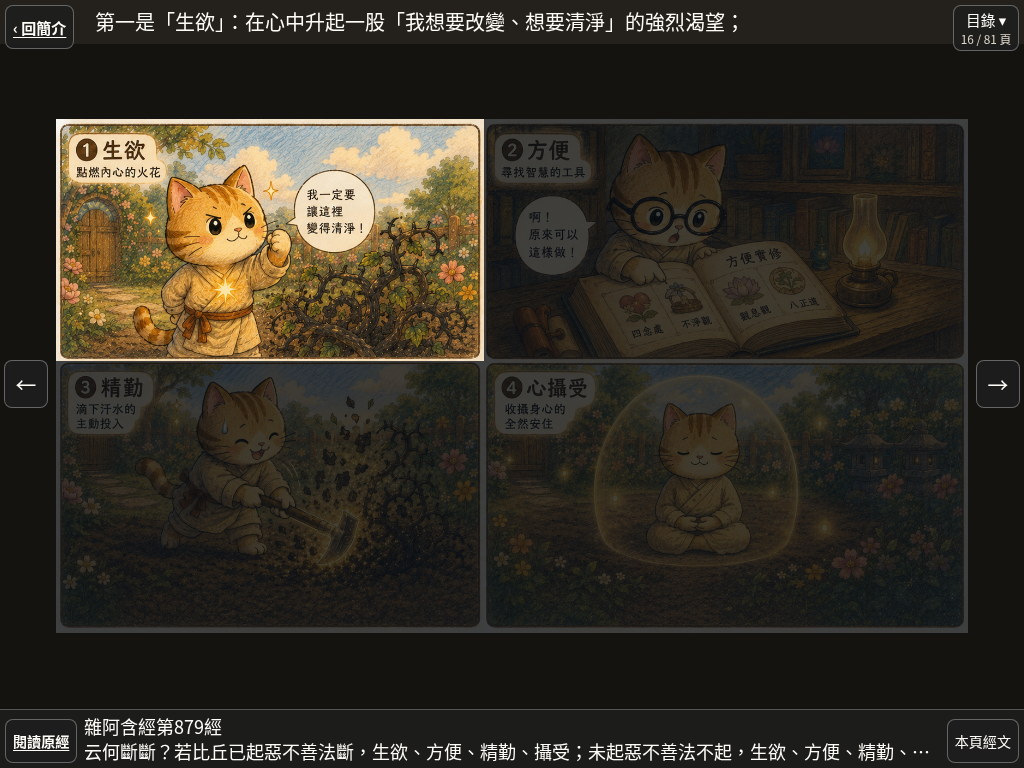 ‹ 回簡介
第一是「生欲」：在心中升起一股「我想要改變、想要清淨」的強烈渴望；
目錄 ▾
16 / 81 頁
1 生欲
點燃內心的火花
我一定要
讓這裡
變得清淨！
2 方便
尋找智慧的工具
啊！
原來可以
這樣做！
方便實修
四念處
不淨觀
觀息觀
八正道
3 精勤
滴下汗水的
主動投入
4 心攝受
收攝身心的
全然安住
←
→
閱讀原經
雜阿含經第879經
云何斷斷？若比丘已起惡不善法斷，生欲、方便、精勤、攝受；未起惡不善法不起，生欲、方便、精勤、…
本頁經文